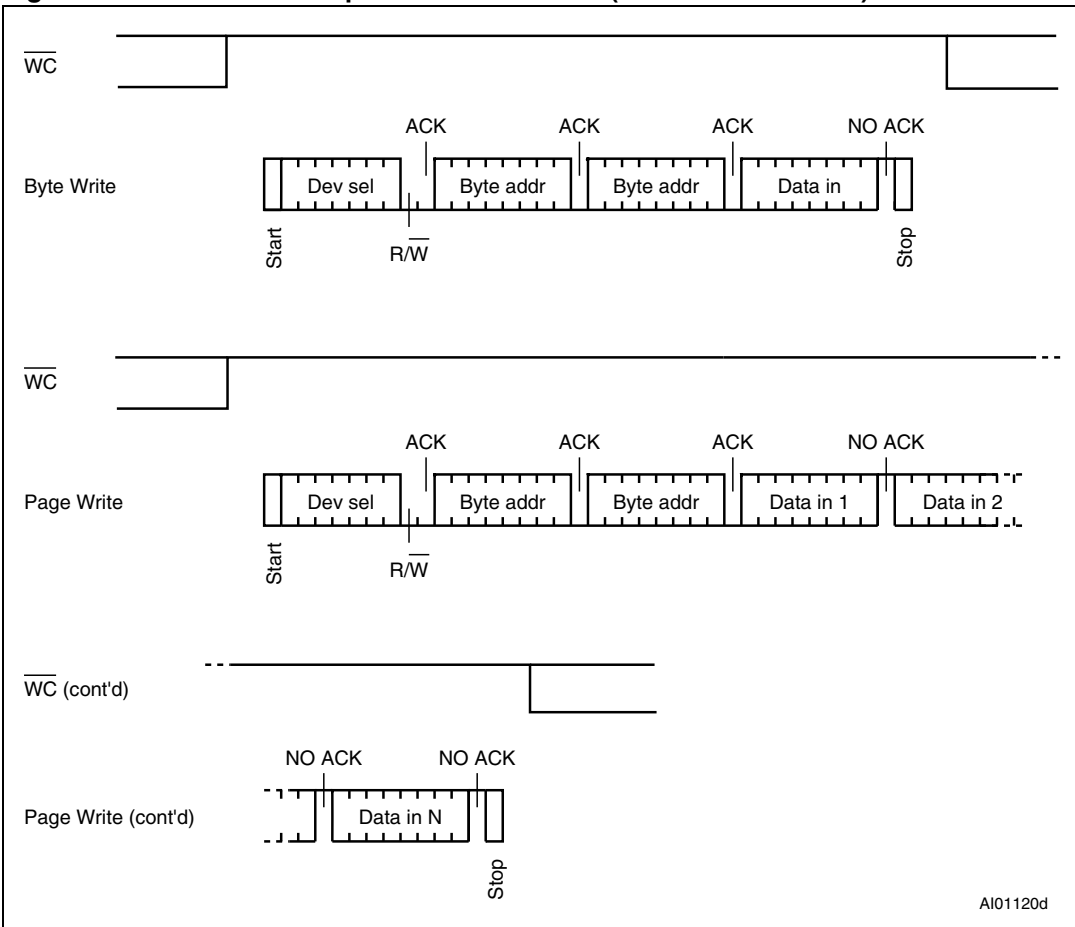 WC
ACK ACK ACK NO ACK
Byte Write Dev sel Byte addr Byte addr Data in
Start R/W Stop
WC
ACK ACK ACK NO ACK
Page Write Dev sel Byte addr Byte addr Data in 1 Data in 2
Start R/W
WC (cont'd)
NO ACK NO ACK
Page Write (cont'd) Data in N
Stop
AI01120d